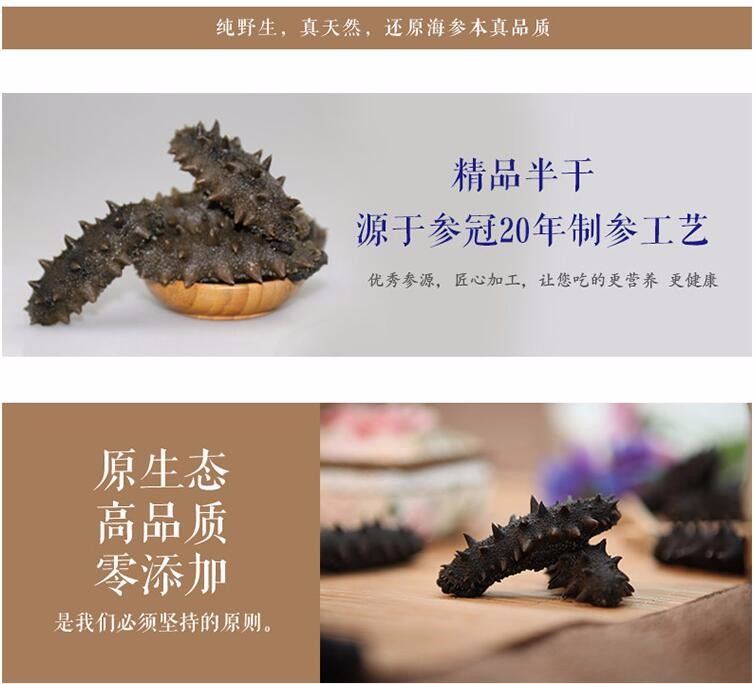 纯野生，真天然，还原海参本真品质
精品半干
源于参冠20年制参工艺
优秀参源，匠心加工，让您吃的更营养 更健康
原生态
高品质
零添加
是我们必须坚持的原则。